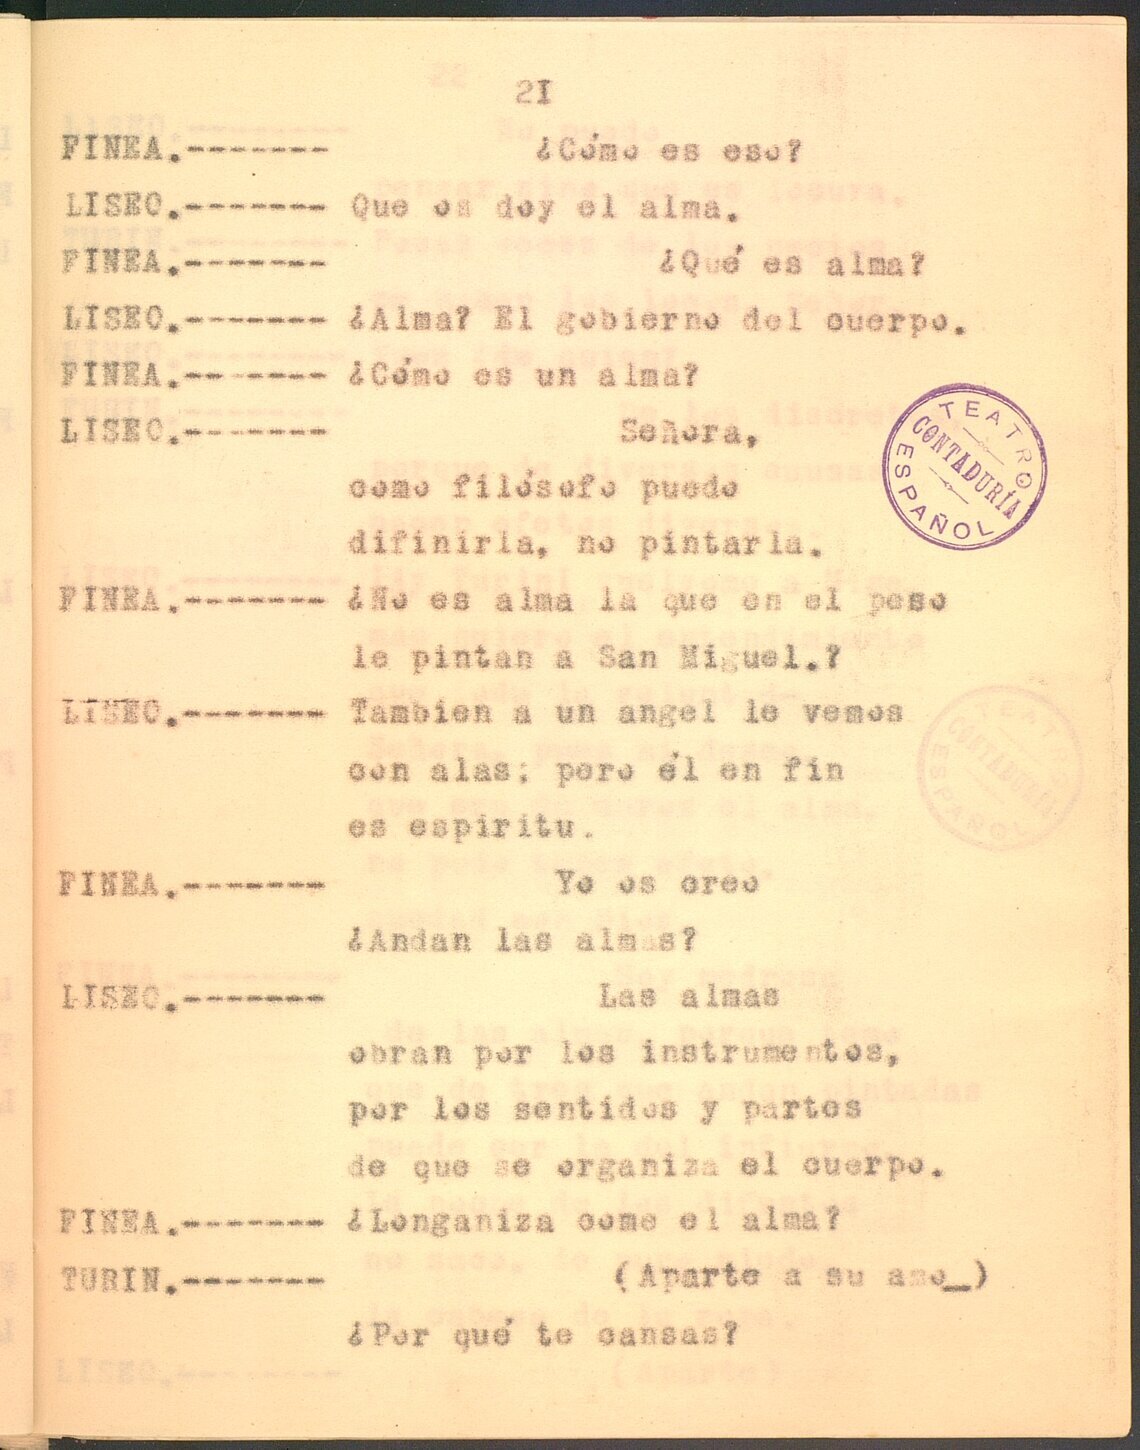 21
FINEA.------- ¿Cómo es eso?
LISEO.------- Que os doy el alma.
FINEA.------- ¿Qué es alma?
LISEO.------- ¿Alma? El gobierno del cuerpo.
FINEA.------- ¿Cómo es un alma?
LISEO.------- Señora,
como filósofo puedo
difinirla, no pintarla.
FINEA.------- ¿No es alma la que en el peso
le pintan a San Miguel.?
LISEO.------- Tambien a un angel le vemos
con alas; pero él en fin
es espiritu.
FINEA.------- Yo os creo
¿Andan las almas?
LISEO.------- Las almas
obran por los instrumentos,
por los sentidos y partes
de que se organiza el cuerpo.
FINEA.------- ¿Longaniza come el alma?
TURIN.------- (Aparte a su amo_)
¿Por qué te cansas?
TEATRO
CONTADURÍA
ESPAÑOL